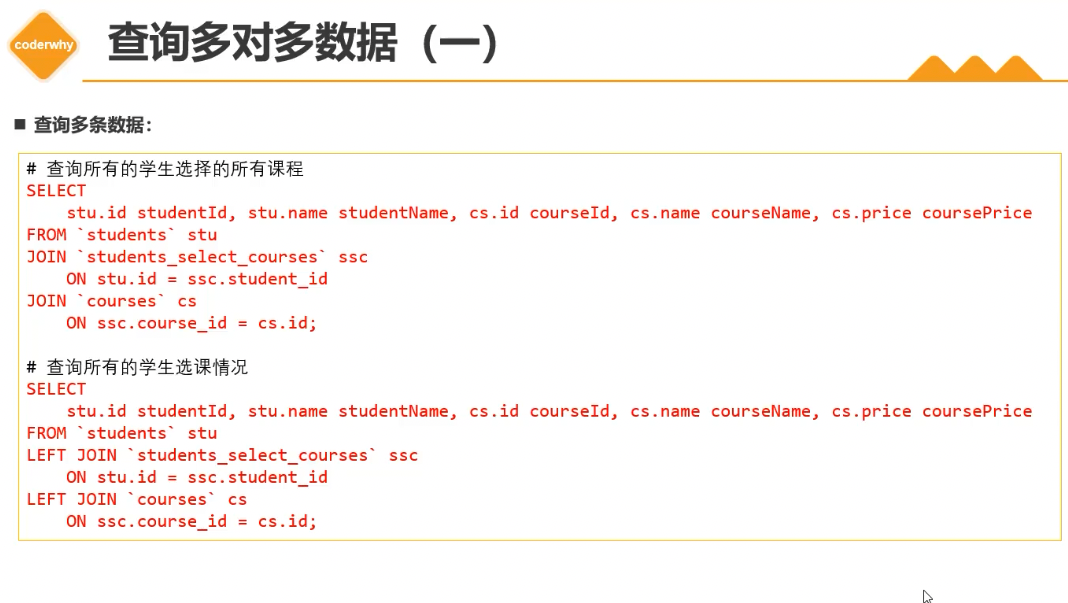 coderwhy
查询多对多数据（一）
■ 查询多条数据：
# 查询所有的学生选择的所有课程
SELECT
    stu.id studentId, stu.name studentName, cs.id courseId, cs.name courseName, cs.price coursePrice
FROM `students` stu
JOIN `students_select_courses` ssc
    ON stu.id = ssc.student_id
JOIN `courses` cs
    ON ssc.course_id = cs.id;
# 查询所有的学生选课情况
SELECT
    stu.id studentId, stu.name studentName, cs.id courseId, cs.name courseName, cs.price coursePrice
FROM `students` stu
LEFT JOIN `students_select_courses` ssc
    ON stu.id = ssc.student_id
LEFT JOIN `courses` cs
    ON ssc.course_id = cs.id;